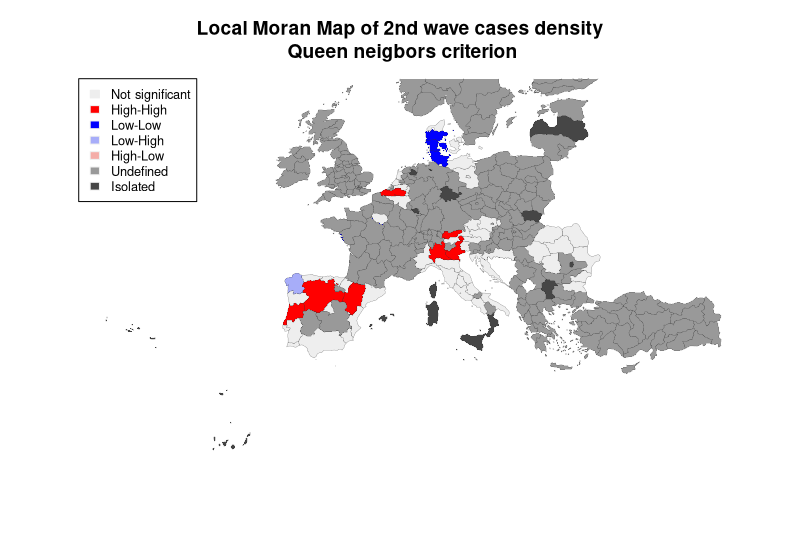 Local Moran Map of 2nd wave cases density
Queen neigbors criterion
Not significant
High-High
Low-Low
Low-High
High-Low
Undefined
Isolated